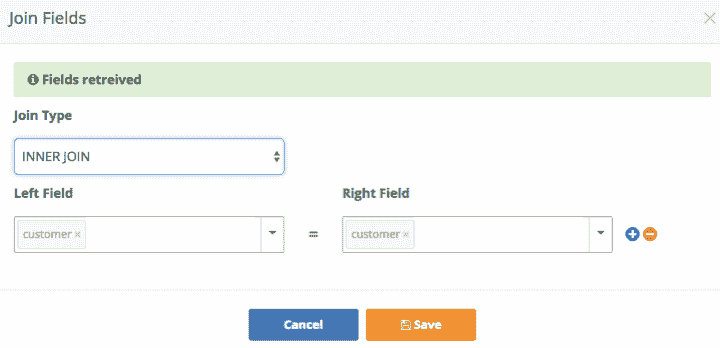 Join Fields
Fields retreived
Join Type
INNER JOIN
Left Field
Right Field
customer × = customer ×
Cancel
Save